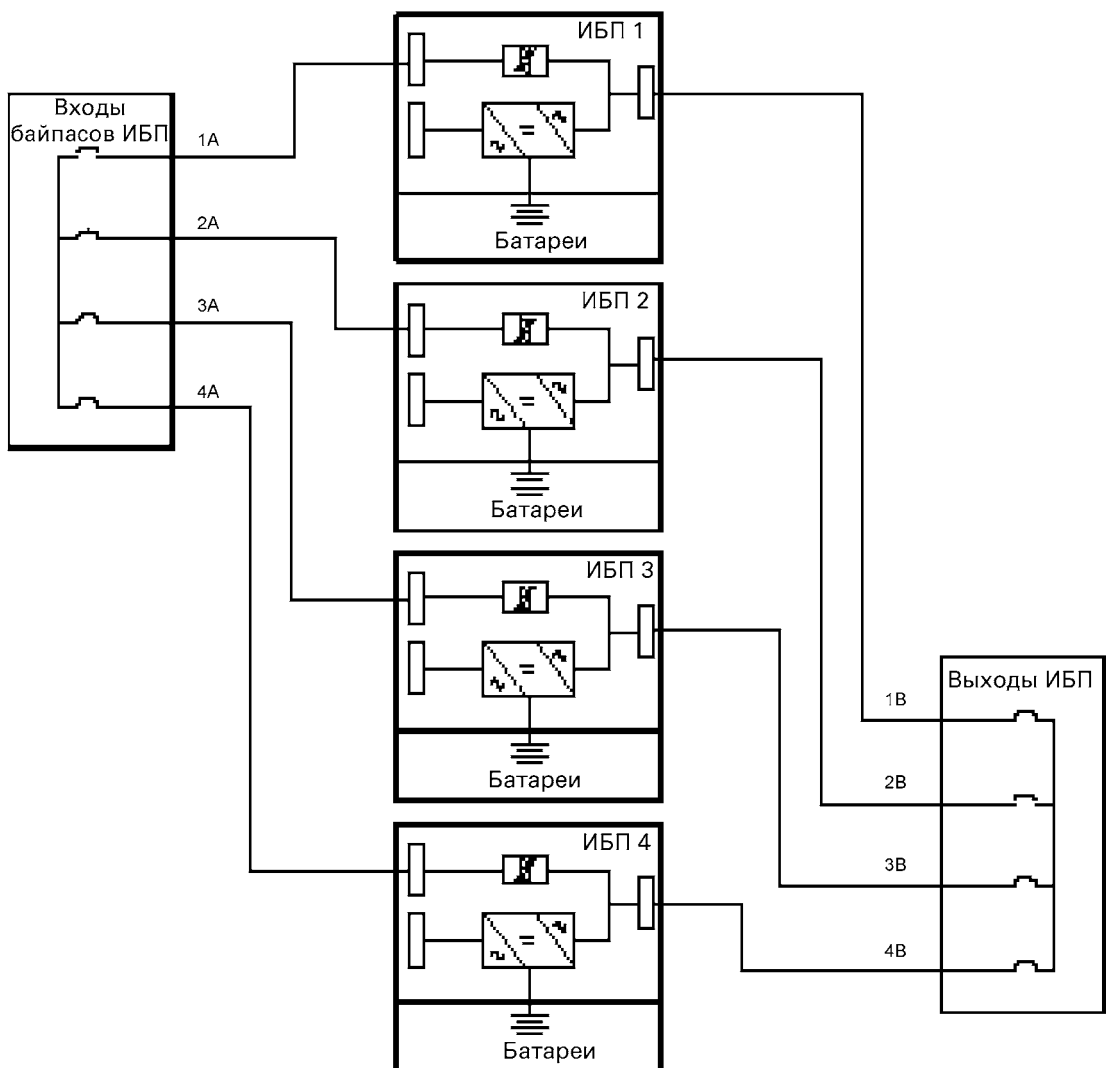 ИБП 1
Входы
байпасов ИБП
1A
2A
3A
4A
Батареи
ИБП 2
Батареи
ИБП 3
Батареи
ИБП 4
Батареи
Выходы ИБП
1B
2B
3B
4B